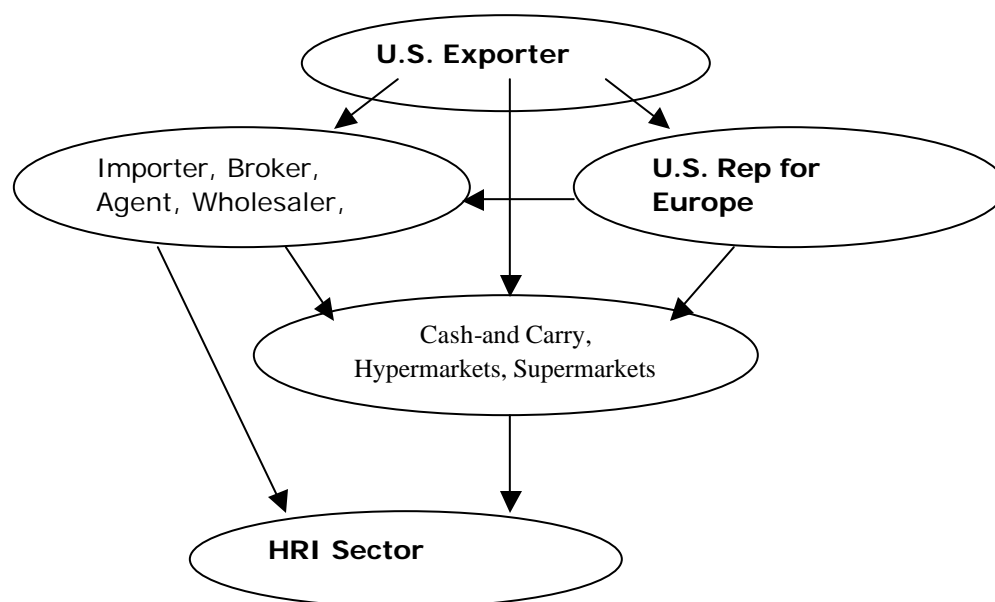 U.S. Exporter
Importer, Broker,
Agent, Wholesaler,
U.S. Rep for
Europe
Cash-and Carry,
Hypermarkets, Supermarkets
HRI Sector